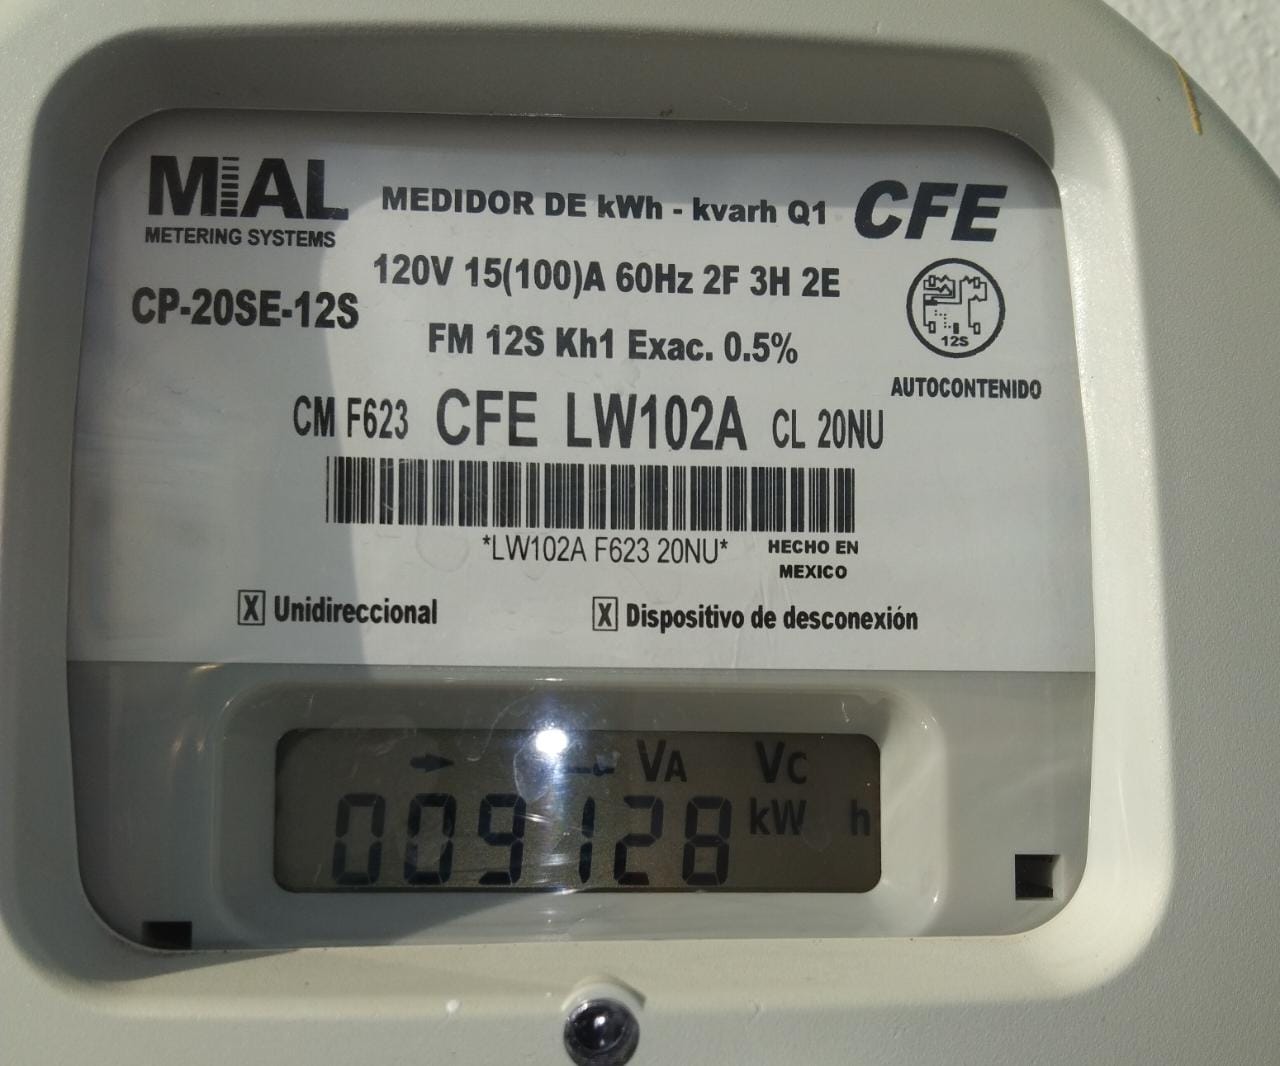 MIAL
METERING SYSTEMS
MEDIDOR DE kWh - kvarh Q1
CFE
120V 15(100)A 60Hz 2F 3H 2E
CP-20SE-12S
FM 12S Kh1 Exac. 0.5%
12S
AUTOCONTENIDO
CM F623 CFE LW102A CL 20NU
*LW102A F623 20NU*
HECHO EN
MEXICO
X Unidireccional
X Dispositivo de desconexión
VA VC
009128 kW h